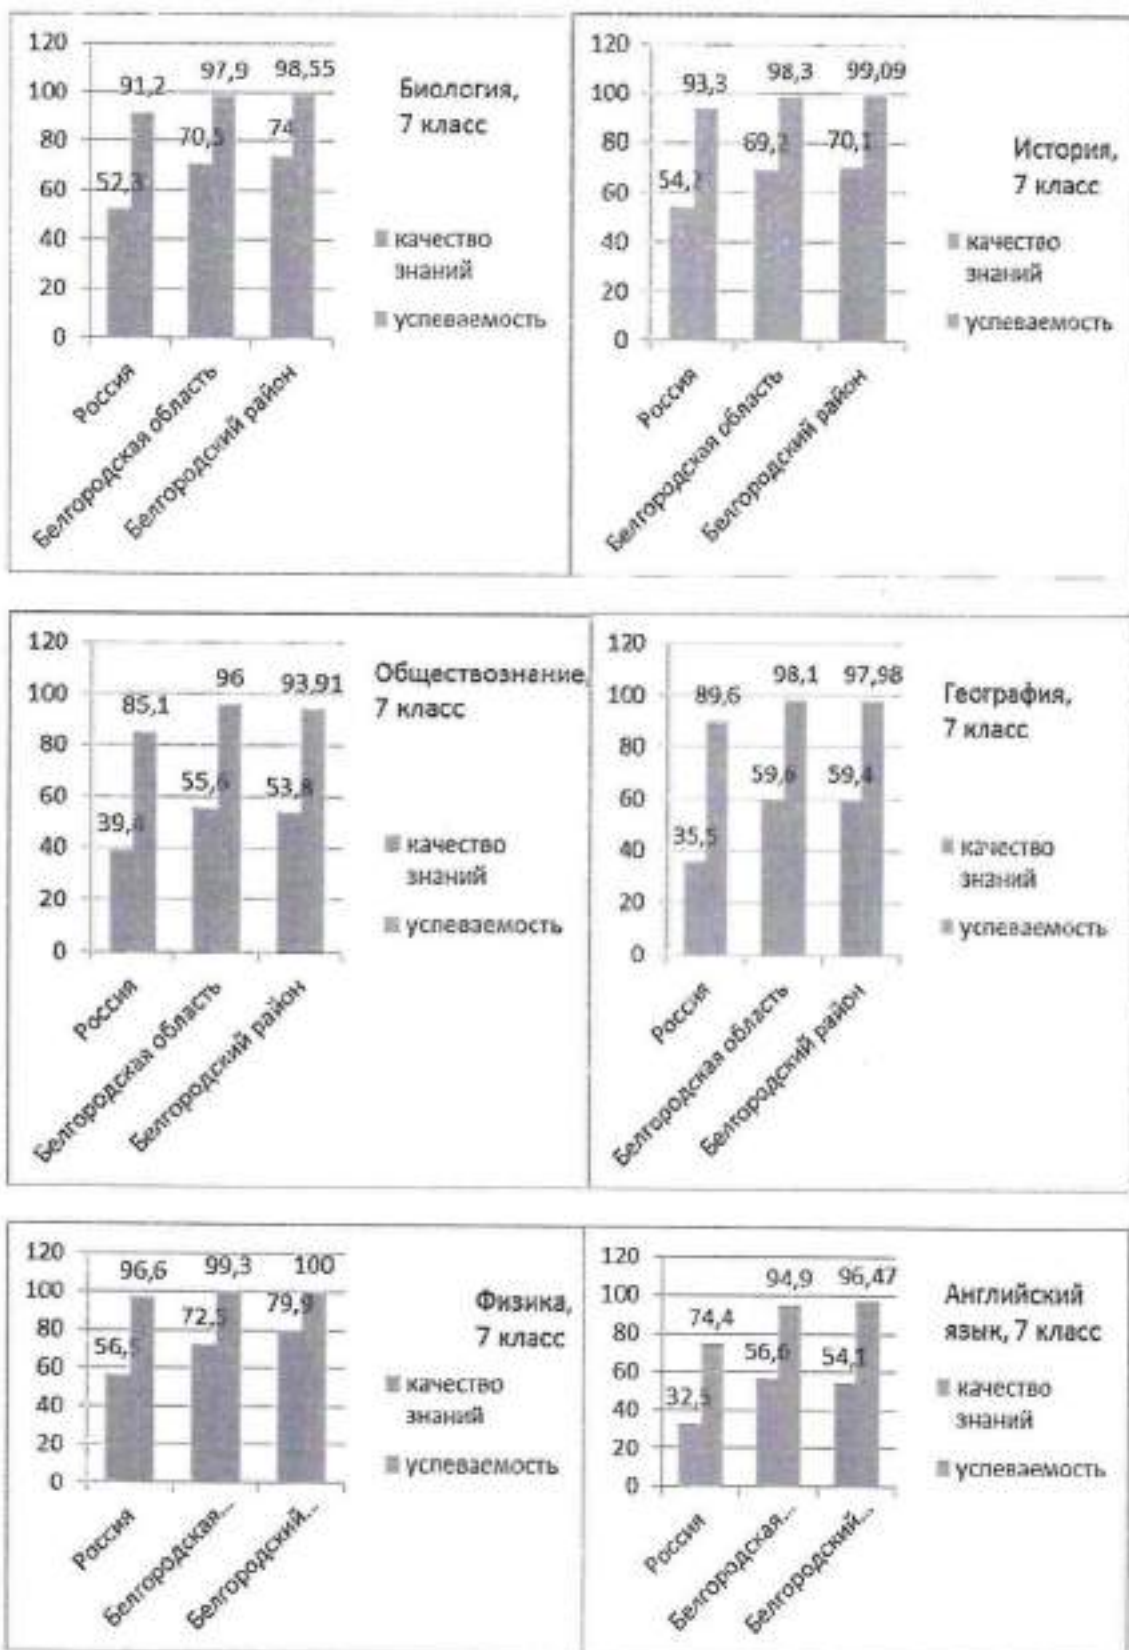 120
100
80
60
40
20
0
91,2
97,9
98,55
52,3
70,5
74
Россия
Белгородская область
Белгородский район
Биология,
7 класс
качество
знаний
успеваемость
120
100
80
60
40
20
0
93,3
98,3
99,09
54,2
69,2
70,1
Россия
Белгородская область
Белгородский район
История,
7 класс
качество
знаний
успеваемость
120
100
80
60
40
20
0
85,1
96
93,91
39,4
55,6
53,8
Россия
Белгородская область
Белгородский район
Обществознание,
7 класс
качество
знаний
успеваемость
120
100
80
60
40
20
0
89,6
98,1
97,98
35,5
59,6
59,4
Россия
Белгородская область
Белгородский район
География,
7 класс
качество
знаний
успеваемость
120
100
80
60
40
20
0
96,6
99,3
100
56,5
72,5
79,9
Россия
Белгородская...
Белгородский...
Физика,
7 класс
качество
знаний
успеваемость
120
100
80
60
40
20
0
74,4
94,9
96,47
32,5
56,6
54,1
Россия
Белгородская...
Белгородский...
Английский
язык, 7 класс
качество
знаний
успеваемость